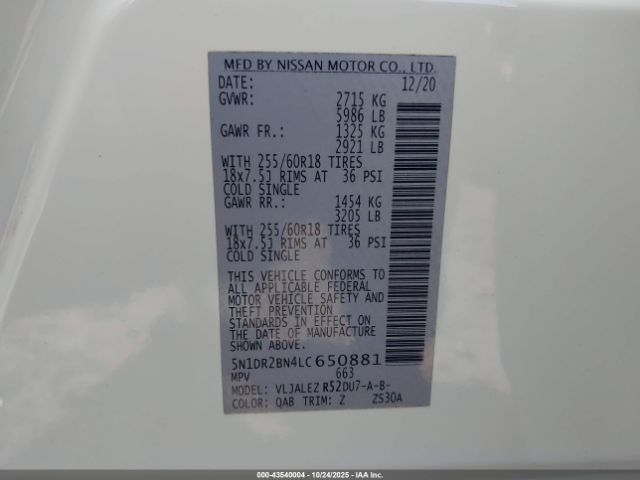 MFD BY NISSAN MOTOR CO., LTD.
DATE: 12/20
GVWR: 2715 KG
5986 LB
GAWR FR.: 1325 KG
2921 LB
WITH 255/60R18 TIRES
18x7.5J RIMS AT 36 PSI
COLD SINGLE
GAWR RR.: 1454 KG
3205 LB
WITH 255/60R18 TIRES
18x7.5J RIMS AT 36 PSI
COLD SINGLE
THIS VEHICLE CONFORMS TO
ALL APPLICABLE FEDERAL
MOTOR VEHICLE SAFETY AND
THEFT PREVENTION
STANDARDS IN EFFECT ON
THE DATE OF MANUFACTURE
SHOWN ABOVE.
5N1DR2BN4LC650881
MPV 663
MODEL: VLJALEZ R52DU7-A-B-
COLOR: QAB TRIM: Z ZS30A
000-43540004 - 10/24/2025 - IAAI.COM